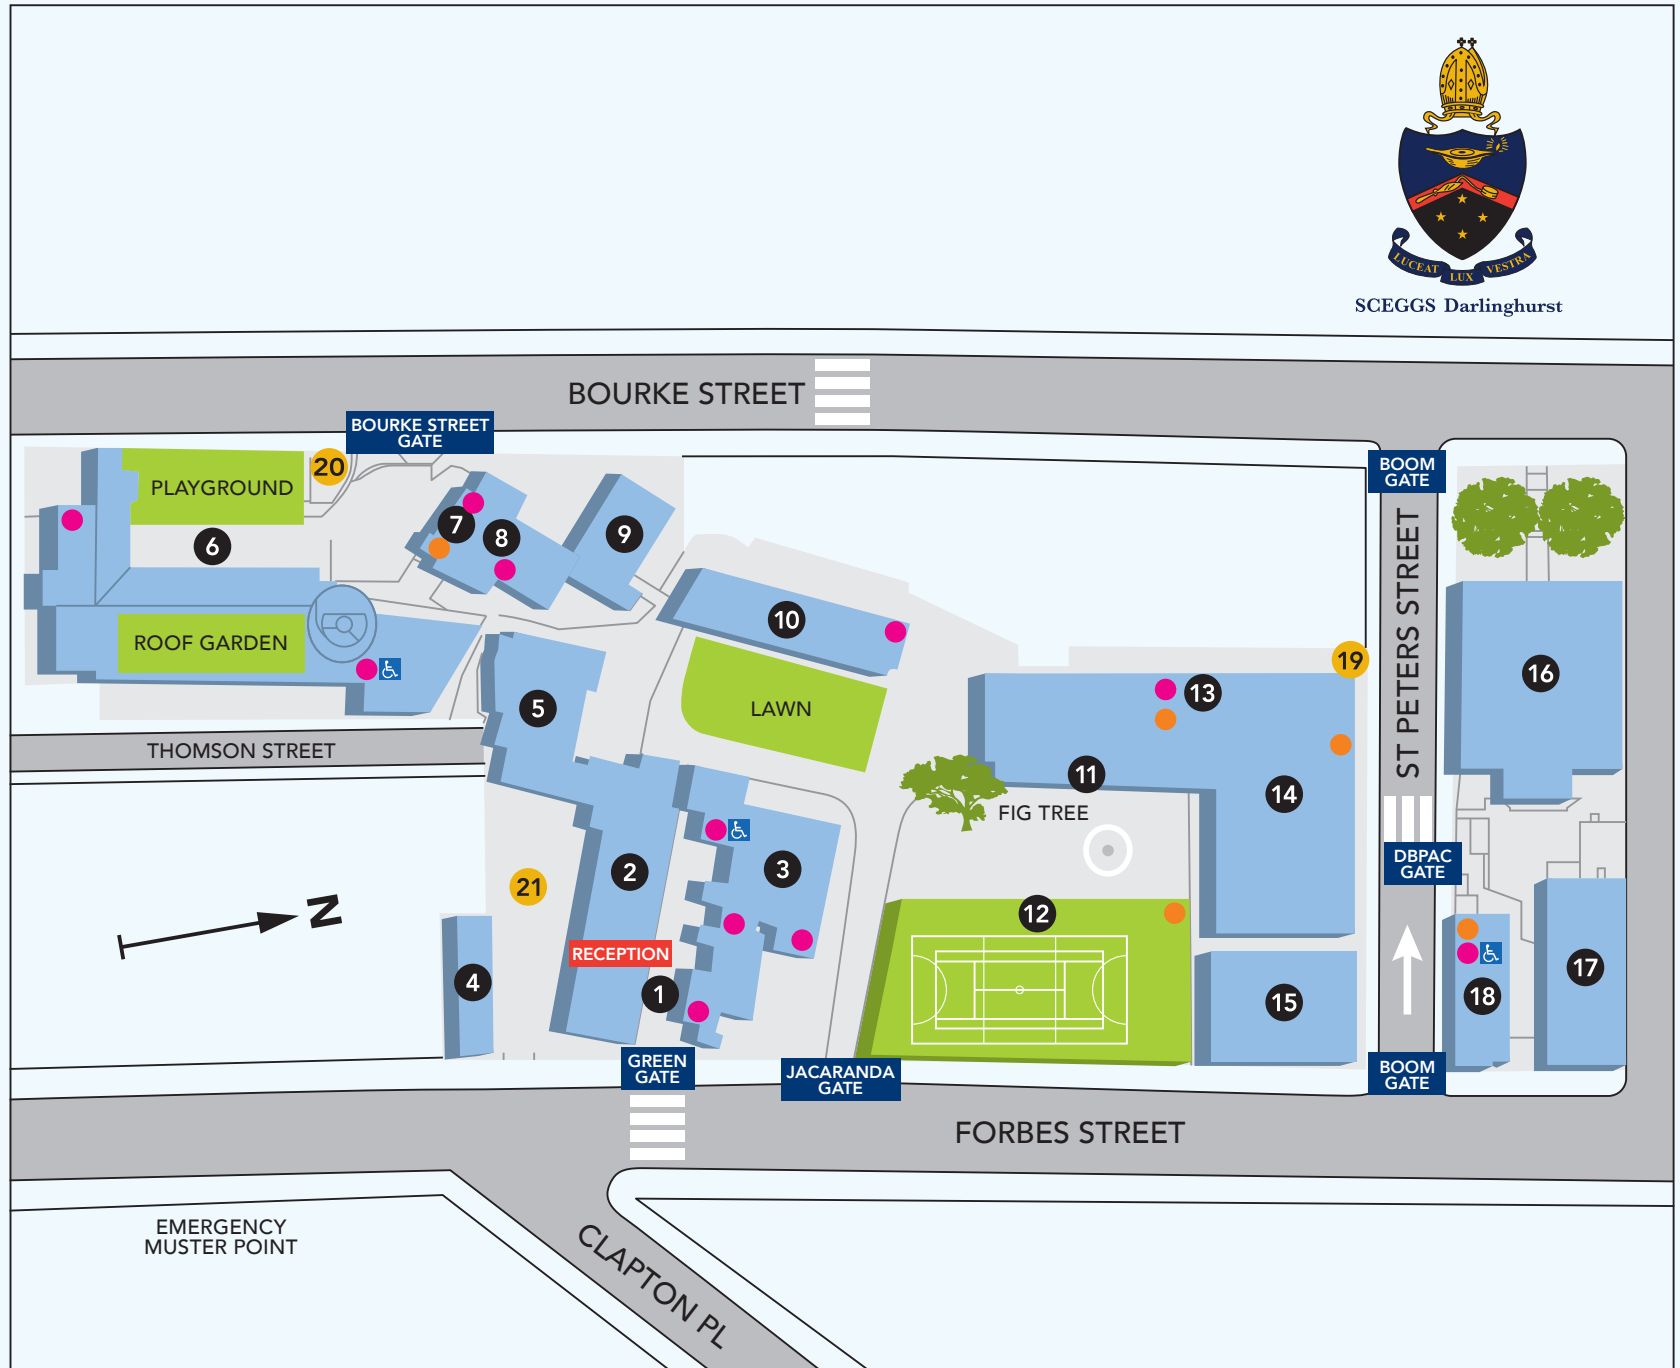 LUCEAT LUX VESTRA
SCEGGS Darlinghurst
BOURKE STREET
BOURKE STREET
GATE
BOOM
GATE
20
PLAYGROUND
6
7
8
9
ST PETERS STREET
10
ROOF GARDEN
19
16
13
5
LAWN
THOMSON STREET
11
14
FIG TREE
DBPAC
GATE
2
3
21
N
12
RECEPTION
4
1
15
18
17
GREEN
GATE
JACARANDA
GATE
BOOM
GATE
FORBES STREET
EMERGENCY
MUSTER POINT
CLAPTON PL